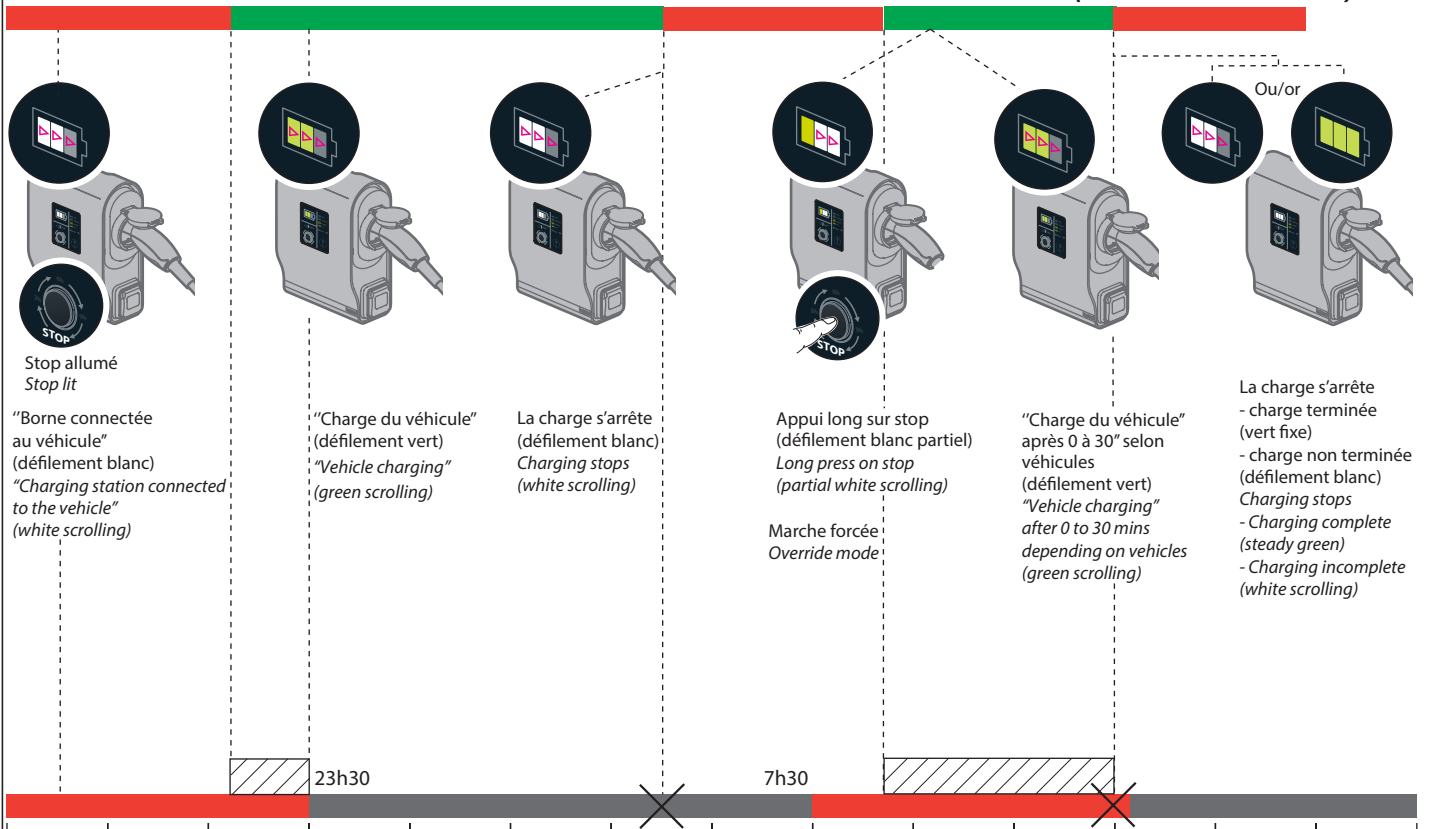 Ou/or
STOP
STOP
Stop allumé
Stop lit
‘’Borne connectée
au véhicule’’
(défilement blanc)
“Charging station connected
to the vehicle”
(white scrolling)
‘’Charge du véhicule’’
(défilement vert)
“Vehicle charging”
(green scrolling)
La charge s’arrête
(défilement blanc)
Charging stops
(white scrolling)
Appui long sur stop
(défilement blanc partiel)
Long press on stop
(partial white scrolling)
Marche forcée
Override mode
‘’Charge du véhicule’’
après 0 à 30’’ selon
véhicules
(défilement vert)
“Vehicle charging”
after 0 to 30 mins
depending on vehicles
(green scrolling)
La charge s’arrête
- charge terminée
(vert fixe)
- charge non terminée
(défilement blanc)
Charging stops
- Charging complete
(steady green)
- Charging incomplete
(white scrolling)
23h30
7h30